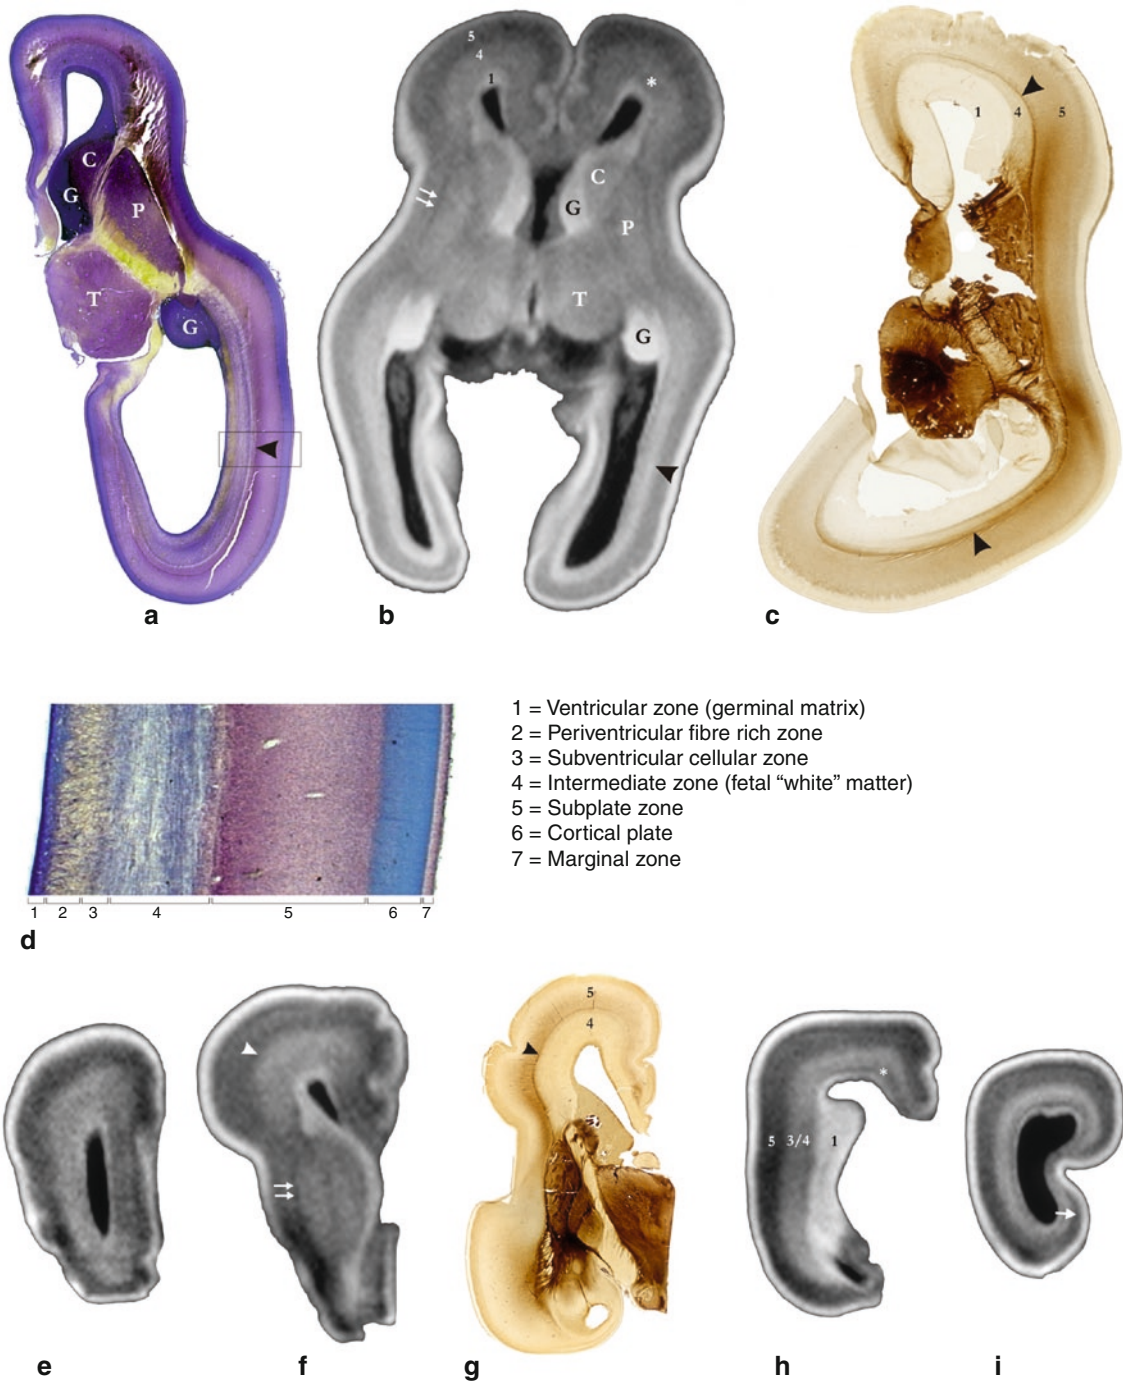 5
4
1
*
C
G
P
T
G
a
C
G
P
T
G
b
1
4
5
c
1 = Ventricular zone (germinal matrix)
2 = Periventricular fibre rich zone
3 = Subventricular cellular zone
4 = Intermediate zone (fetal “white” matter)
5 = Subplate zone
6 = Cortical plate
7 = Marginal zone
1 2 3 4 5 6 7
d
e
f
5
4
g
*
5 3/4 1
h
i